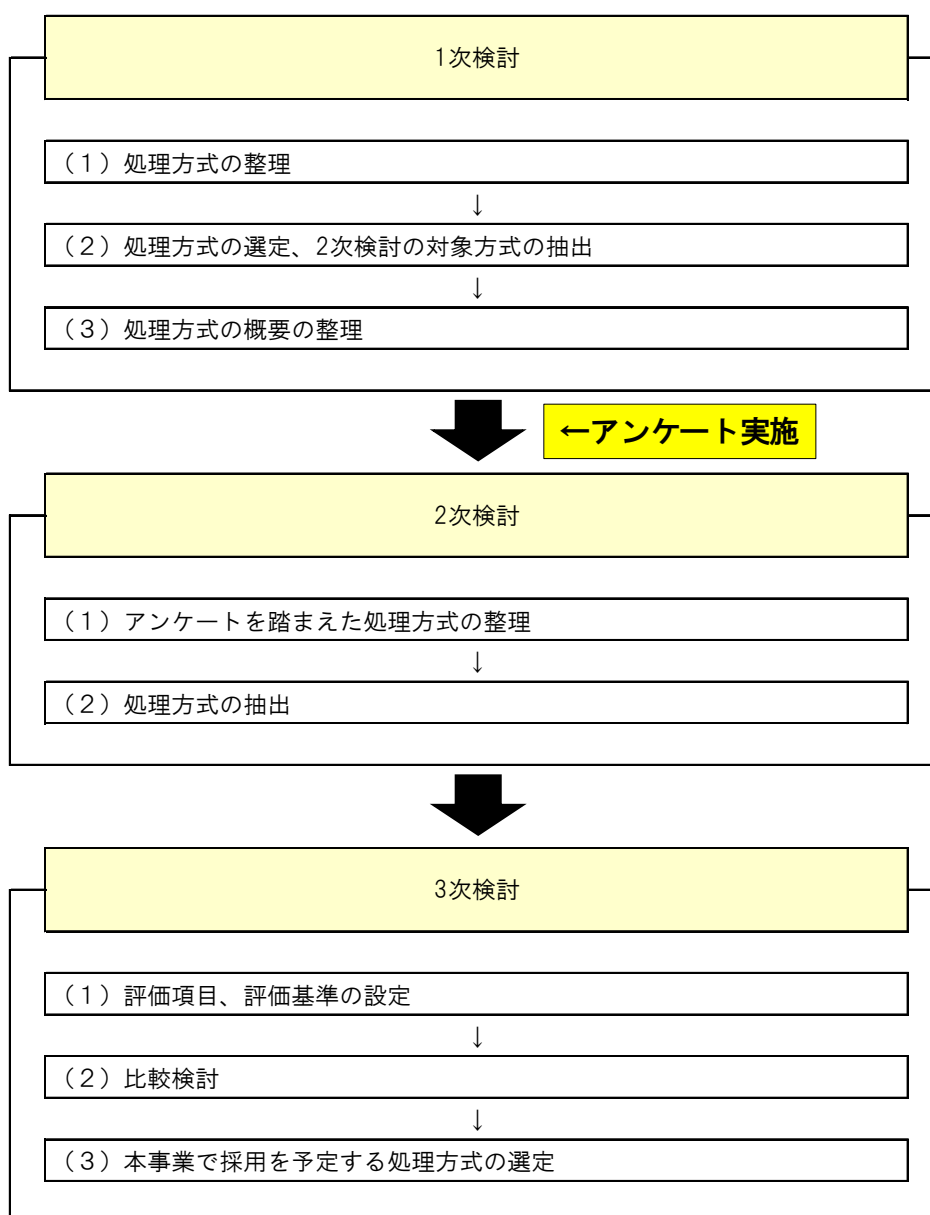 1次検討
（1）処理方式の整理
↓
（2）処理方式の選定、2次検討の対象方式の抽出
↓
（3）処理方式の概要の整理
←アンケート実施
2次検討
（1）アンケートを踏まえた処理方式の整理
↓
（2）処理方式の抽出
3次検討
（1）評価項目、評価基準の設定
↓
（2）比較検討
↓
（3）本事業で採用を予定する処理方式の選定